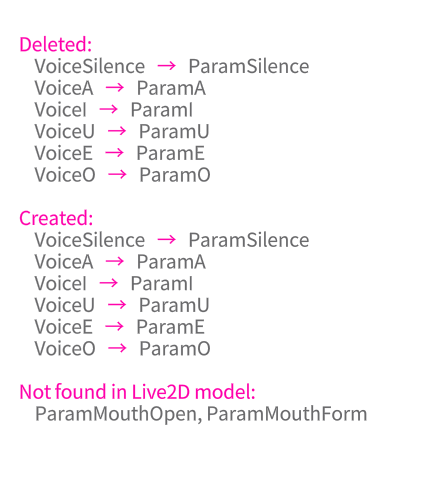 Deleted:
VoiceSilence → ParamSilence
VoiceA → ParamA
VoiceI → ParamI
VoiceU → ParamU
VoiceE → ParamE
VoiceO → ParamO
Created:
VoiceSilence → ParamSilence
VoiceA → ParamA
VoiceI → ParamI
VoiceU → ParamU
VoiceE → ParamE
VoiceO → ParamO
Not found in Live2D model:
ParamMouthOpen, ParamMouthForm